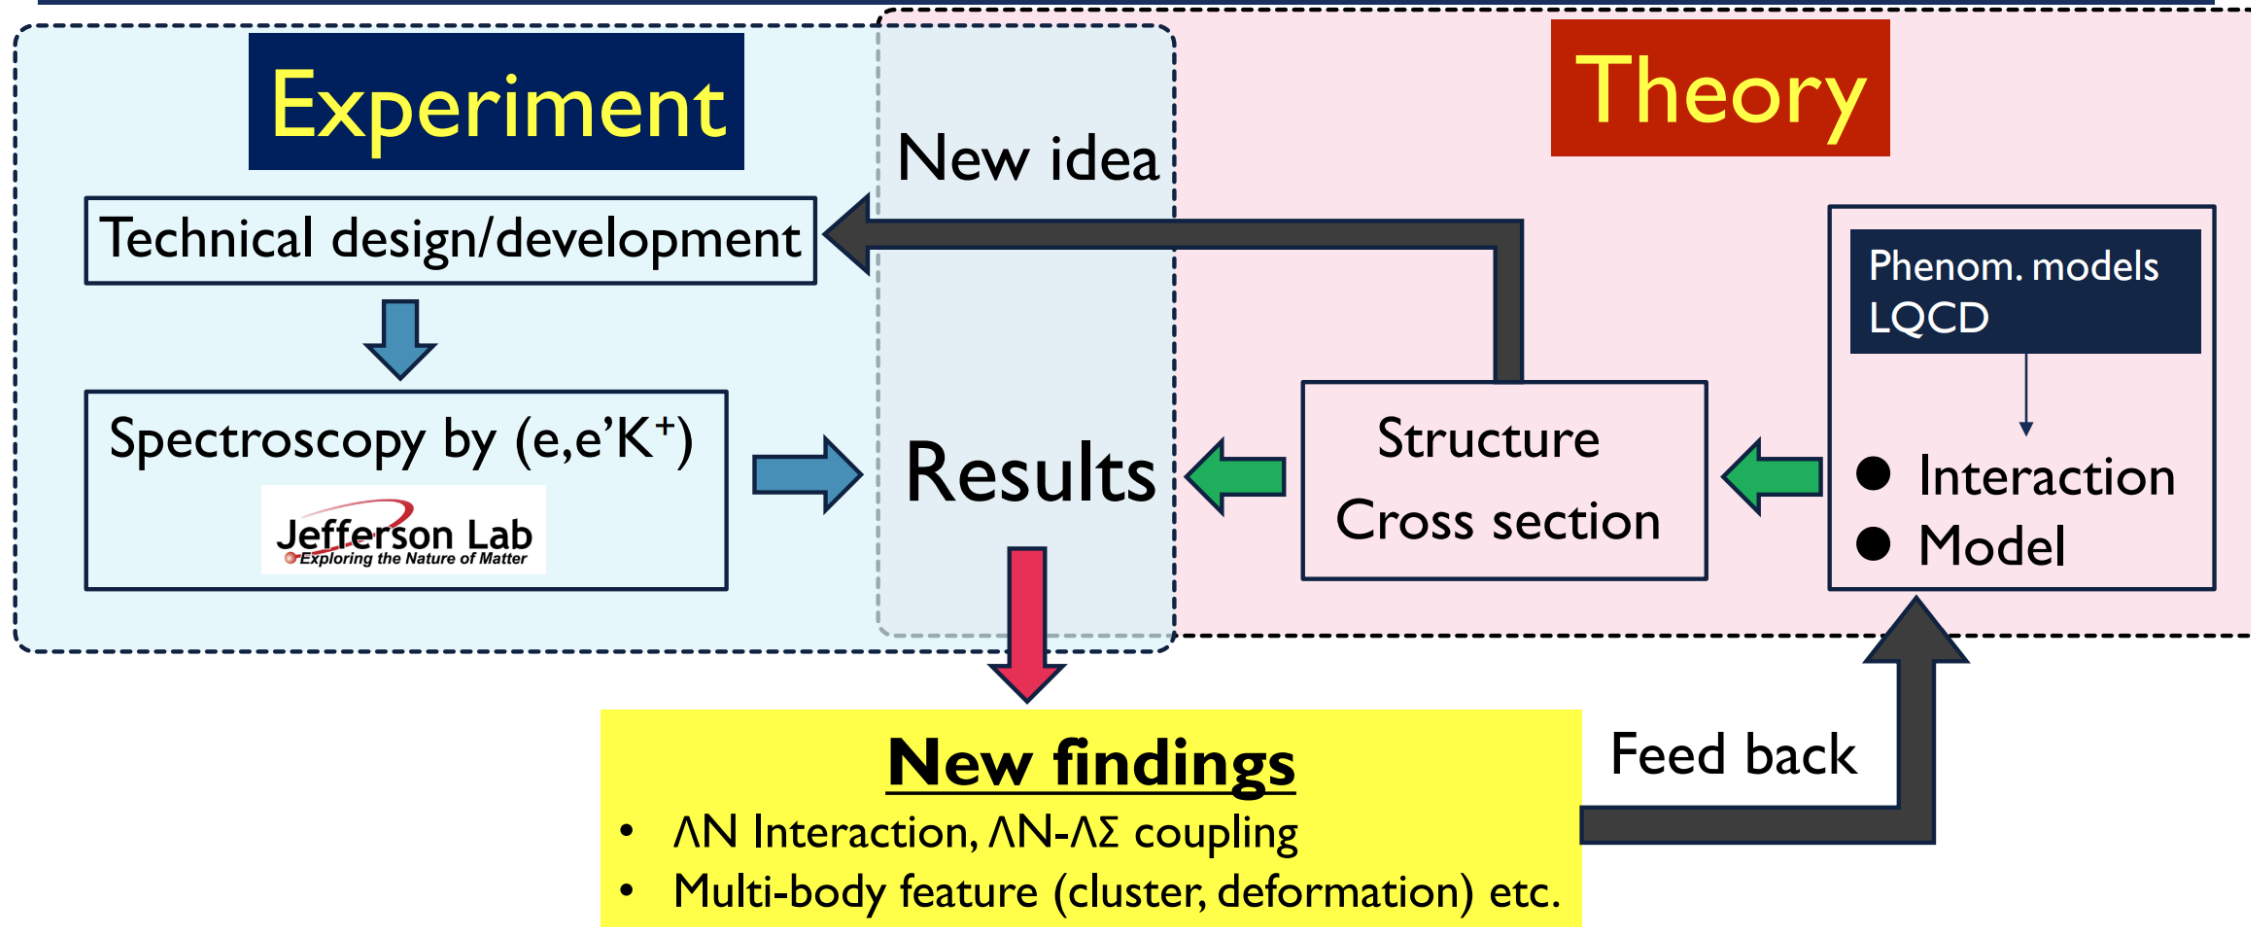 Experiment
Theory
New idea
Technical design/development
Phenom. models
LQCD
Spectroscopy by (e,e’K⁺)
Jefferson Lab
Exploring the Nature of Matter
Results
Structure
Cross section
● Interaction
● Model
New findings
• ΛN Interaction, ΛN-ΛΣ coupling
• Multi-body feature (cluster, deformation) etc.
Feed back